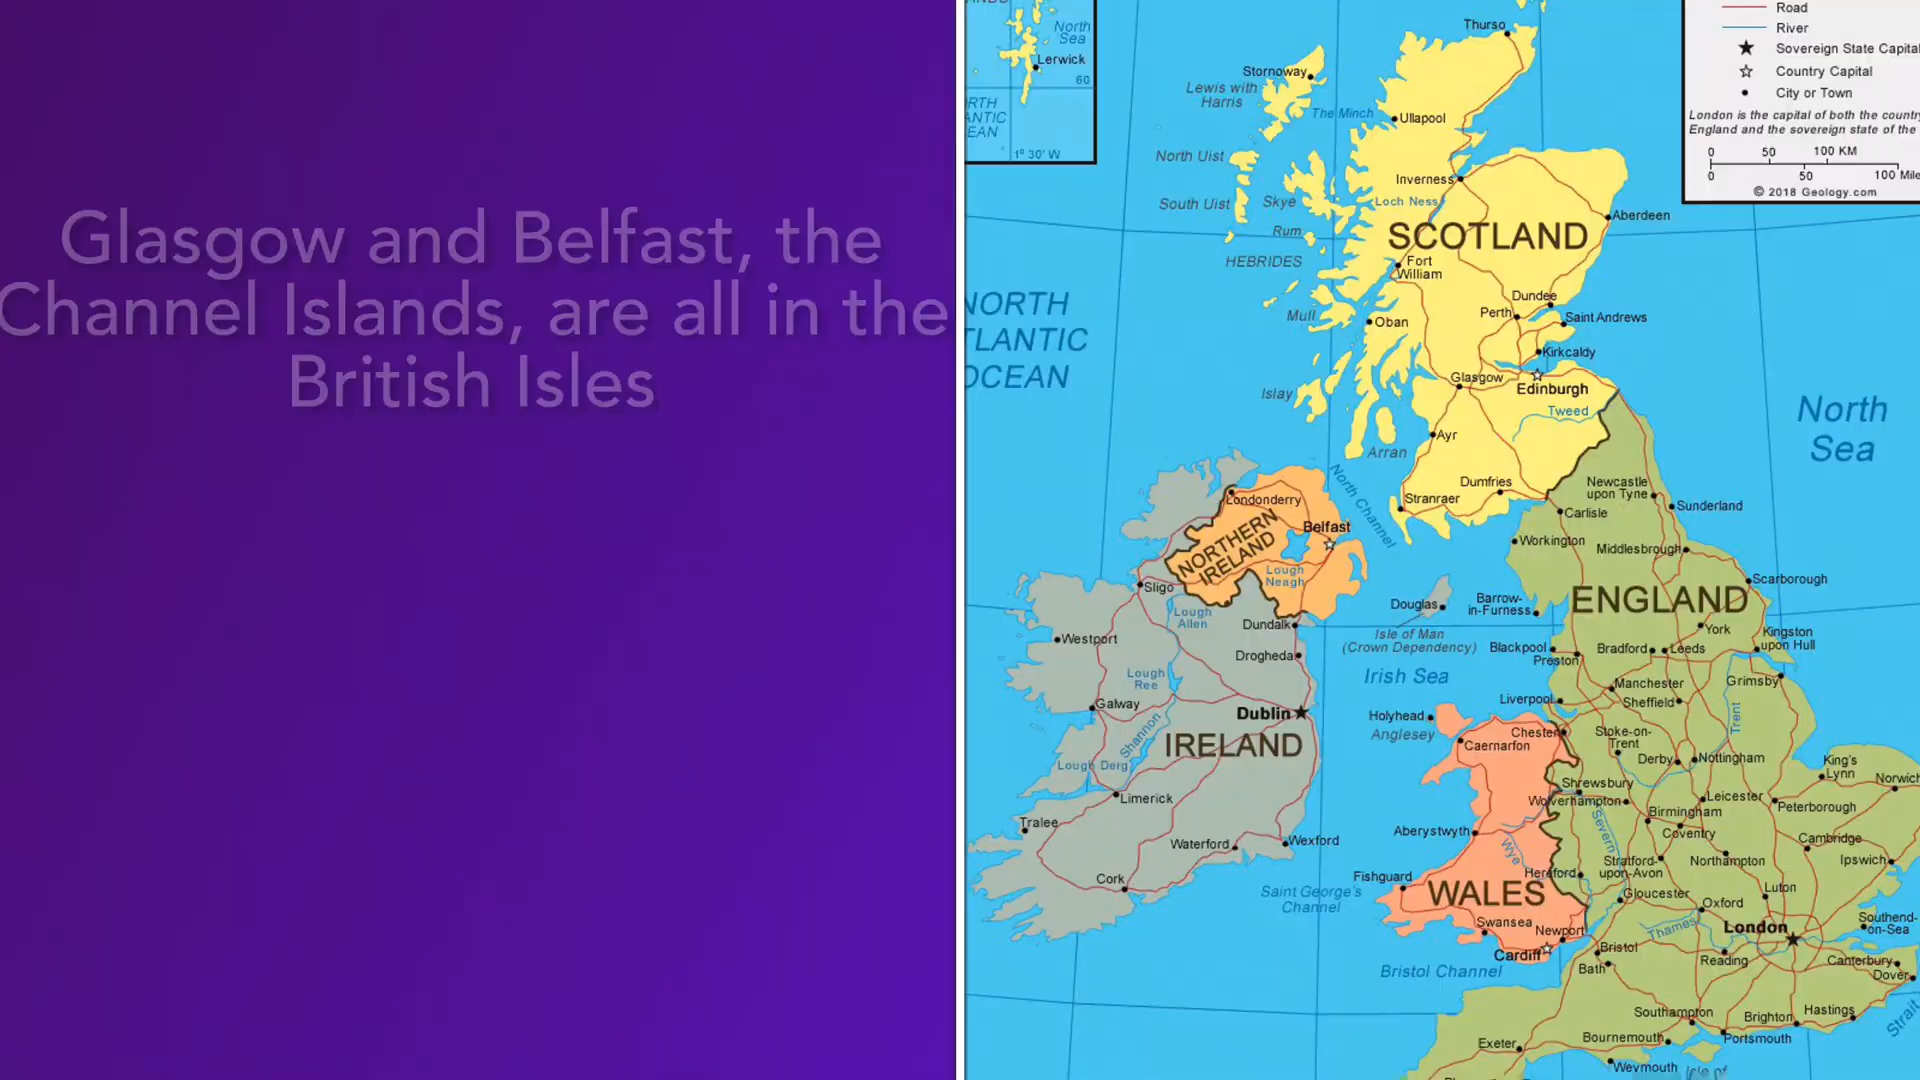 Glasgow and Belfast, the
Channel Islands, are all in the
British Isles
North
Sea
Lerwick
60
RTH
ANTIC
EAN
1° 30' W
Road
River
Sovereign State Capital
Country Capital
City or Town
London is the capital of both the country
England and the sovereign state of the
0 50 100 KM
0 50 100 Mile
© 2018 Geology.com
Thurso
Stornoway
Lewis with
Harris
The Minch
Ullapool
North Uist
Inverness
Skye
Loch Ness
South Uist
Aberdeen
SCOTLAND
Rum
HEBRIDES
Fort
William
NORTH
TLANTIC
OCEAN
Dundee
Perth
Saint Andrews
Mull
Oban
Kirkcaldy
Glasgow
Edinburgh
Islay
Tweed
North
Sea
Ayr
Arran
North Channel
Dumfries
Stranraer
Newcastle
upon Tyne
Sunderland
Carlisle
Londonderry
NORTHERN
IRELAND
Belfast
Lough
Neagh
Workington
Middlesbrough
Sligo
Scarborough
ENGLAND
Lough
Allen
Douglas
Barrow-
in-Furness
Isle of Man
(Crown Dependency)
Dundalk
York
Kingston
upon Hull
Westport
Drogheda
Blackpool
Preston
Bradford
Leeds
Irish Sea
Lough
Ree
Manchester
Grimsby
Galway
Liverpool
Sheffield
Dublin
Holyhead
Anglesey
Trent
Shannon
IRELAND
Chester
Caernarfon
Stoke-on-
Trent
Derby
Nottingham
King's
Lynn
Norwich
Lough Derg
Shrewsbury
Limerick
Wolverhampton
Leicester
Peterborough
Birmingham
Tralee
Aberystwyth
Severn
Coventry
Cambridge
Waterford
Wexford
Wye
Stratford-
upon-Avon
Northampton
Ipswich
Cork
Fishguard
Hereford
Luton
Saint George's
Channel
WALES
Gloucester
Oxford
Swansea
Newport
Thames
London
Southend-
on-Sea
Cardiff
Bristol
Reading
Canterbury
Bristol Channel
Bath
Dover
Southampton
Brighton
Hastings
Strait
Exeter
Bournemouth
Portsmouth
Weymouth
Isle of